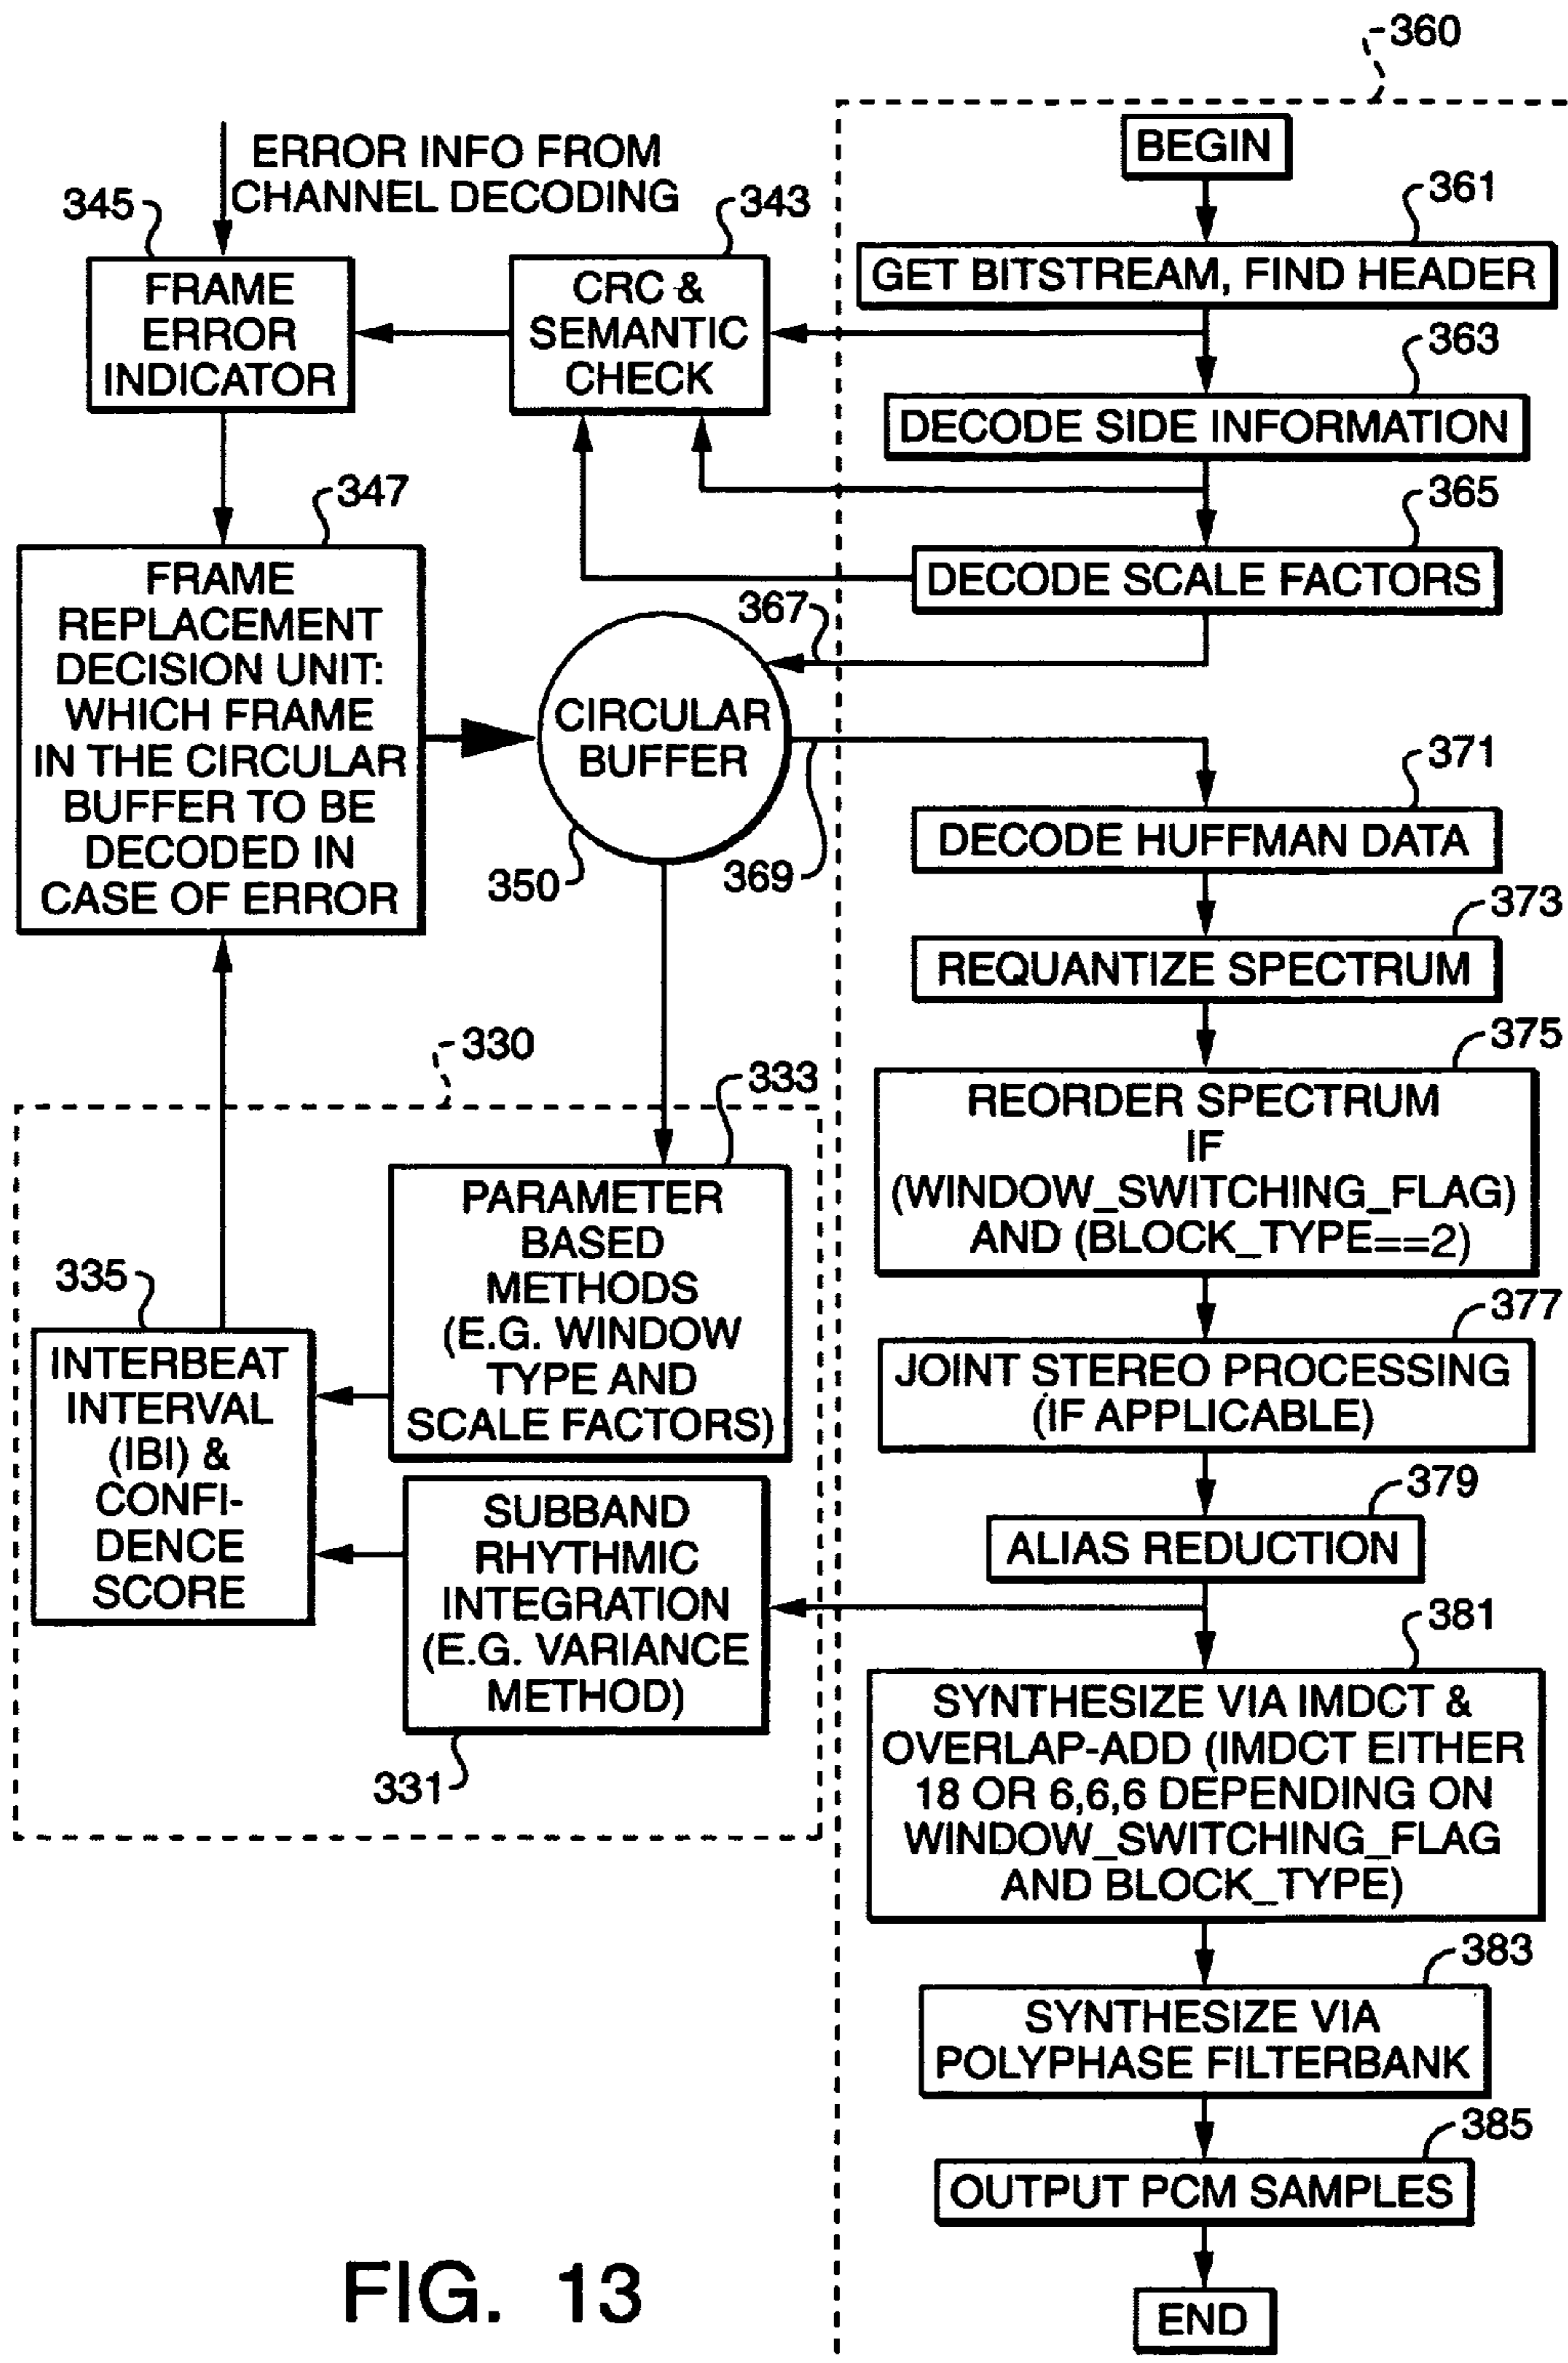 360
ERROR INFO FROM
CHANNEL DECODING
345
343
FRAME
ERROR
INDICATOR
CRC &
SEMANTIC
CHECK
347
FRAME
REPLACEMENT
DECISION UNIT:
WHICH FRAME
IN THE CIRCULAR
BUFFER TO BE
DECODED IN
CASE OF ERROR
CIRCULAR
BUFFER
350
367
369
330
333
PARAMETER
BASED
METHODS
(E.G. WINDOW
TYPE AND
SCALE FACTORS)
335
INTERBEAT
INTERVAL
(IBI) &
CONFI-
DENCE
SCORE
SUBBAND
RHYTHMIC
INTEGRATION
(E.G. VARIANCE
METHOD)
331
BEGIN
361
GET BITSTREAM, FIND HEADER
363
DECODE SIDE INFORMATION
365
DECODE SCALE FACTORS
371
DECODE HUFFMAN DATA
373
REQUANTIZE SPECTRUM
375
REORDER SPECTRUM
IF
(WINDOW_SWITCHING_FLAG)
AND (BLOCK_TYPE==2)
377
JOINT STEREO PROCESSING
(IF APPLICABLE)
379
ALIAS REDUCTION
381
SYNTHESIZE VIA IMDCT &
OVERLAP-ADD (IMDCT EITHER
18 OR 6,6,6 DEPENDING ON
WINDOW_SWITCHING_FLAG
AND BLOCK_TYPE)
383
SYNTHESIZE VIA
POLYPHASE FILTERBANK
385
OUTPUT PCM SAMPLES
END
FIG. 13